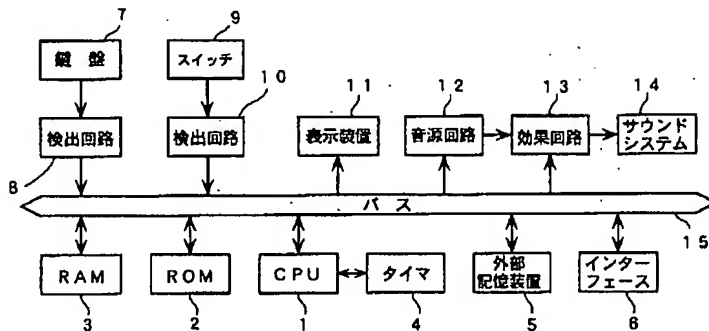 7
9
鍵盤
スイッチ
10
11
12
13
14
検出回路
検出回路
表示装置
音源回路
効果回路
サウンド
システム
8
バス
15
RAM
ROM
CPU
タイマ
外部
記憶装置
インター
フェース
3
2
1
4
5
6